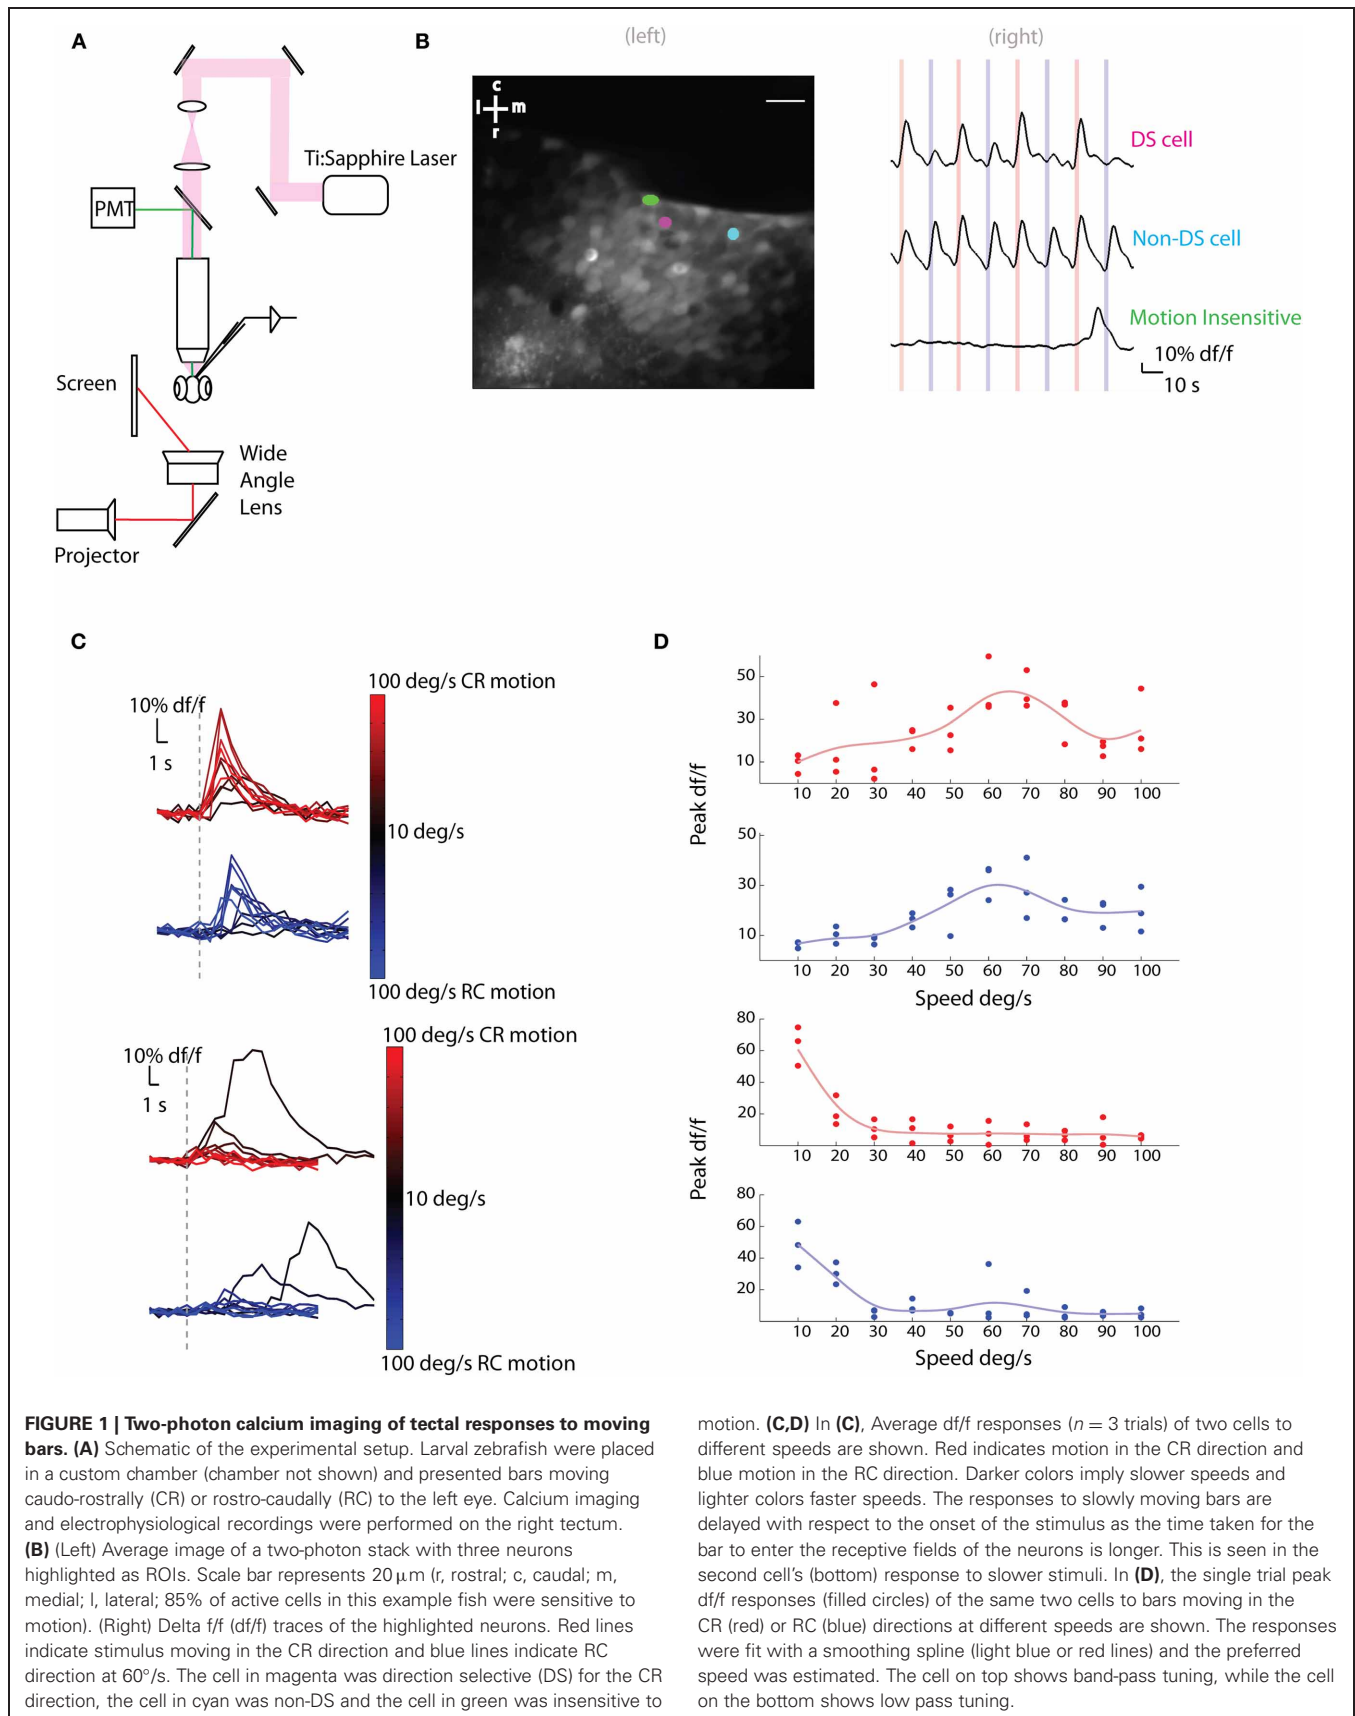 A
Ti:Sapphire Laser
PMT
Screen
Wide
Angle
Lens
Projector
B
(left)
(right)
c
l m
r
DS cell
Non-DS cell
Motion Insensitive
10% df/f
10 s
C
100 deg/s CR motion
10% df/f
1 s
10 deg/s
100 deg/s RC motion
100 deg/s CR motion
10% df/f
1 s
10 deg/s
100 deg/s RC motion
D
Peak df/f
50
30
10
10 20 30 40 50 60 70 80 90 100
50
30
10
10 20 30 40 50 60 70 80 90 100
Speed deg/s
Peak df/f
80
60
40
20
10 20 30 40 50 60 70 80 90 100
80
60
40
20
10 20 30 40 50 60 70 80 90 100
Speed deg/s
FIGURE 1 | Two-photon calcium imaging of tectal responses to moving
bars. (A) Schematic of the experimental setup. Larval zebrafish were placed
in a custom chamber (chamber not shown) and presented bars moving
caudo-rostrally (CR) or rostro-caudally (RC) to the left eye. Calcium imaging
and electrophysiological recordings were performed on the right tectum.
(B) (Left) Average image of a two-photon stack with three neurons
highlighted as ROIs. Scale bar represents 20 μm (r, rostral; c, caudal; m,
medial; l, lateral; 85% of active cells in this example fish were sensitive to
motion). (Right) Delta f/f (df/f) traces of the highlighted neurons. Red lines
indicate stimulus moving in the CR direction and blue lines indicate RC
direction at 60°/s. The cell in magenta was direction selective (DS) for the CR
direction, the cell in cyan was non-DS and the cell in green was insensitive to
motion. (C,D) In (C), Average df/f responses (n = 3 trials) of two cells to
different speeds are shown. Red indicates motion in the CR direction and
blue motion in the RC direction. Darker colors imply slower speeds and
lighter colors faster speeds. The responses to slowly moving bars are
delayed with respect to the onset of the stimulus as the time taken for the
bar to enter the receptive fields of the neurons is longer. This is seen in the
second cell's (bottom) response to slower stimuli. In (D), the single trial peak
df/f responses (filled circles) of the same two cells to bars moving in the
CR (red) or RC (blue) directions at different speeds are shown. The responses
were fit with a smoothing spline (light blue or red lines) and the preferred
speed was estimated. The cell on top shows band-pass tuning, while the cell
on the bottom shows low pass tuning.